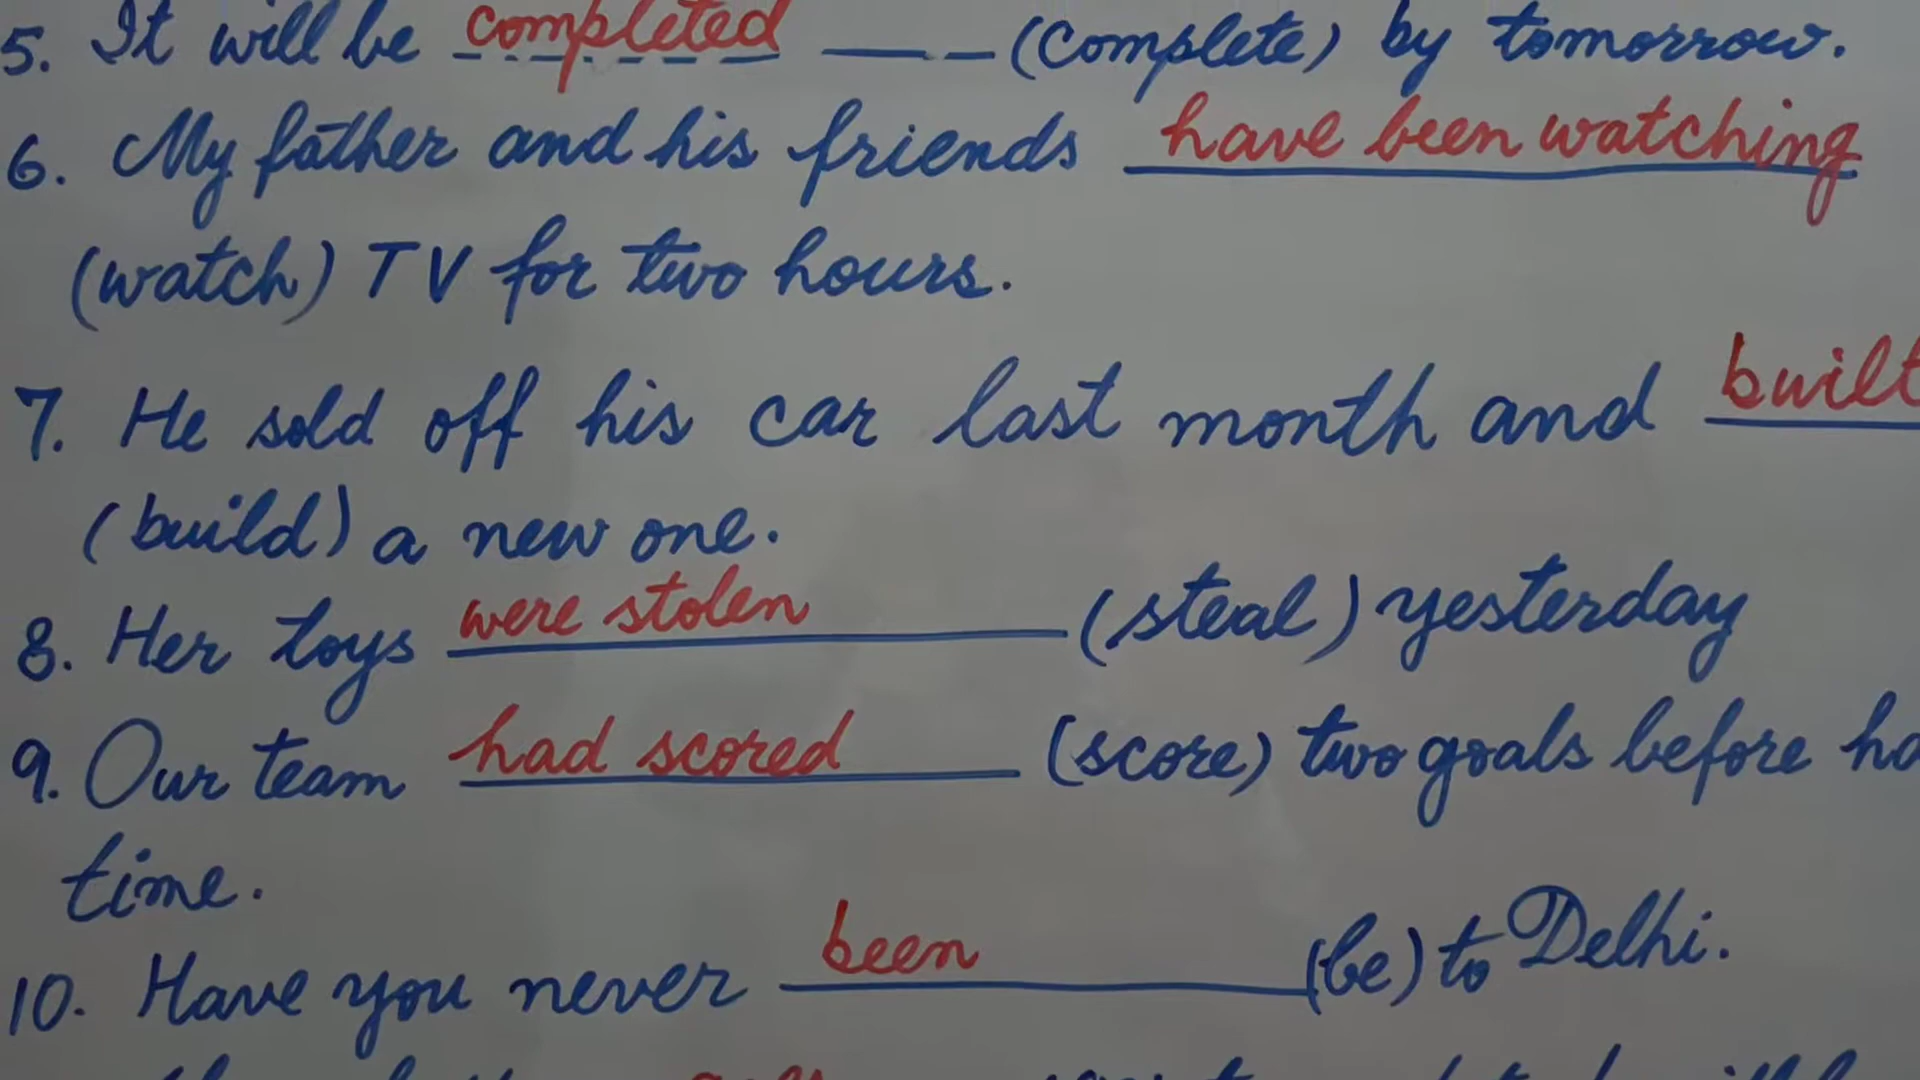 5. It will be completed (complete) by tomorrow.
6. My father and his friends have been watching
(watch) TV for two hours.
7. He sold off his car last month and built
(build) a new one.
8. Her toys were stolen (steal) yesterday
9. Our team had scored (score) two goals before ha
time.
10. Have you never been (be) to Delhi.